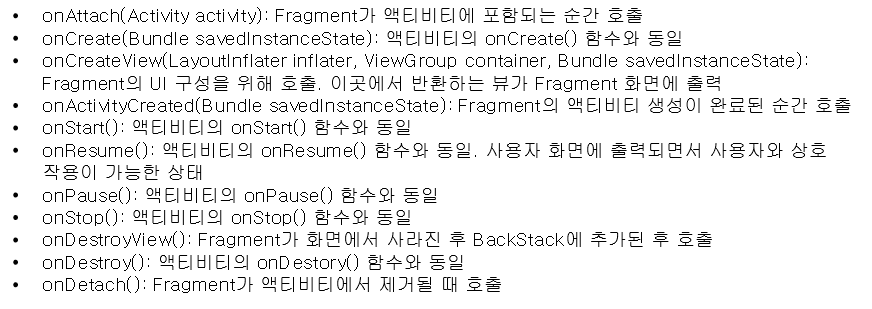 • onAttach(Activity activity): Fragment가 액티비티에 포함되는 순간 호출
• onCreate(Bundle savedInstanceState): 액티비티의 onCreate() 함수와 동일
• onCreateView(LayoutInflater inflater, ViewGroup container, Bundle savedInstanceState):
Fragment의 UI 구성을 위해 호출. 이곳에서 반환하는 뷰가 Fragment 화면에 출력
• onActivityCreated(Bundle savedInstanceState): Fragment의 액티비티 생성이 완료된 순간 호출
• onStart(): 액티비티의 onStart() 함수와 동일
• onResume(): 액티비티의 onResume() 함수와 동일. 사용자 화면에 출력되면서 사용자와 상호
작용이 가능한 상태
• onPause(): 액티비티의 onPause() 함수와 동일
• onStop(): 액티비티의 onStop() 함수와 동일
• onDestroyView(): Fragment가 화면에서 사라진 후 BackStack에 추가된 후 호출
• onDestroy(): 액티비티의 onDestory() 함수와 동일
• onDetach(): Fragment가 액티비티에서 제거될 때 호출